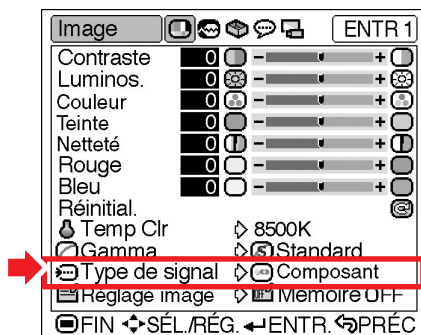 Image ENTR 1
Contraste 0
Luminos. 0
Couleur 0
Teinte 0
Netteté 0
Rouge 0
Bleu 0
Réinitial.
Temp Clr 8500K
Gamma Standard
Type de signal Composant
Réglage image Mémoire OFF
FIN SÉL./RÉG. ENTR. PRÉC